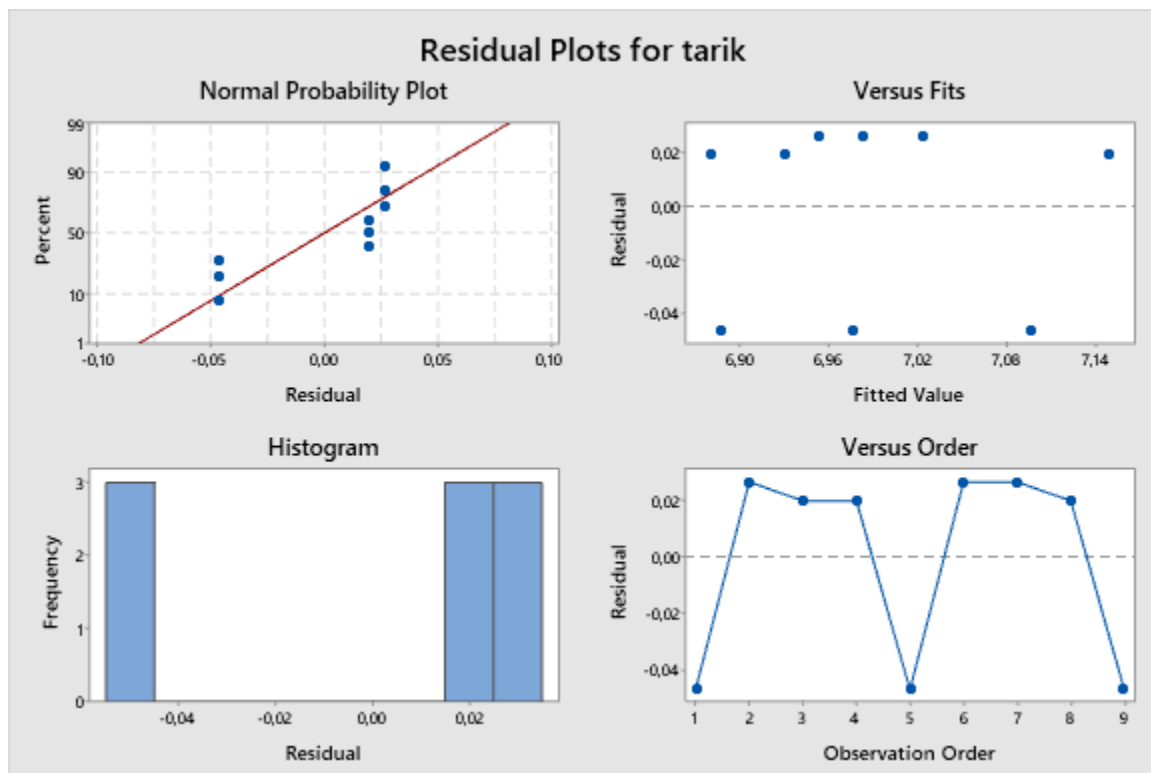 Residual Plots for tarik
Normal Probability Plot
99
90
50
10
1
Percent
-0,10 -0,05 0,00 0,05 0,10
Residual
Versus Fits
0,02
0,00
-0,02
-0,04
Residual
6,90 6,96 7,02 7,08 7,14
Fitted Value
Histogram
3
2
1
0
Frequency
-0,04 -0,02 0,00 0,02
Residual
Versus Order
0,02
0,00
-0,02
-0,04
Residual
1 2 3 4 5 6 7 8 9
Observation Order